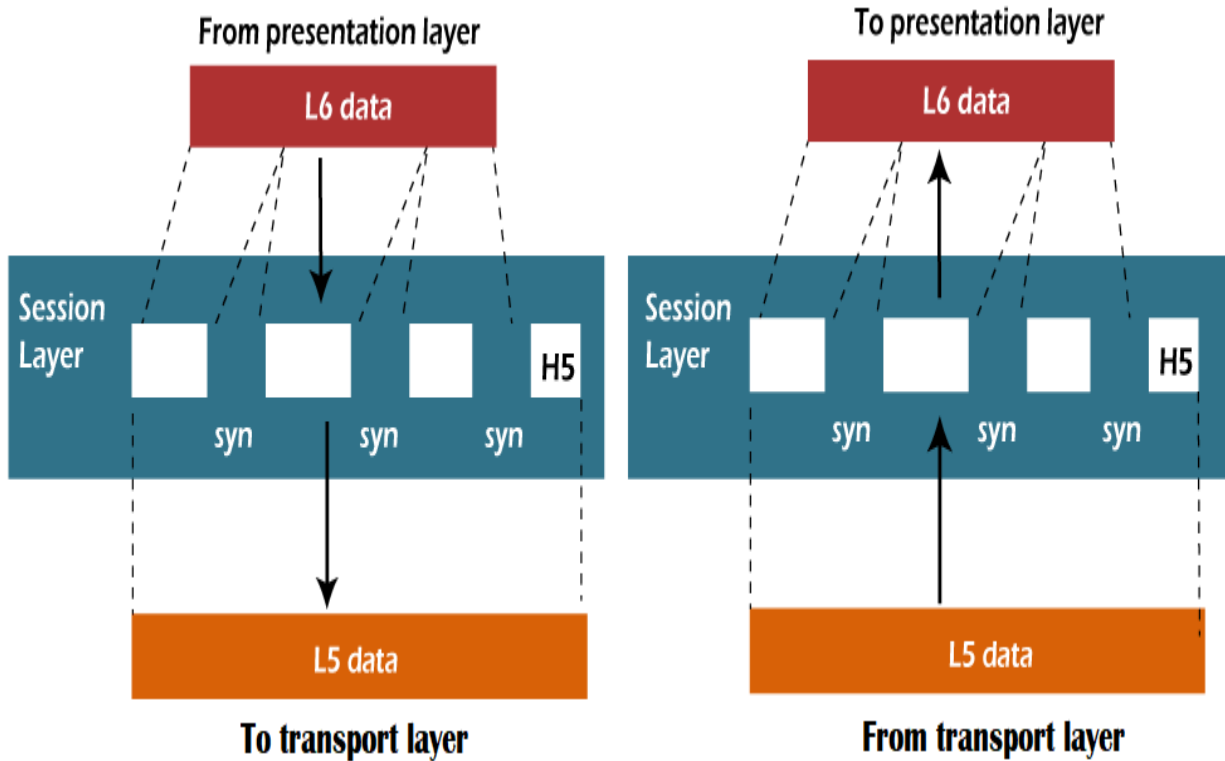 From presentation layer
L6 data
Session
Layer
H5
syn syn syn
L5 data
To transport layer
To presentation layer
L6 data
Session
Layer
H5
syn syn syn
L5 data
From transport layer